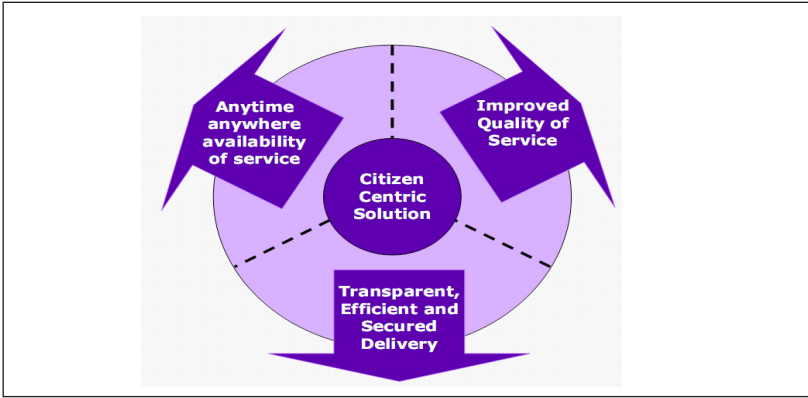 Anytime
anywhere
availability
of service
Improved
Quality of
Service
Citizen
Centric
Solution
Transparent,
Efficient and
Secured
Delivery